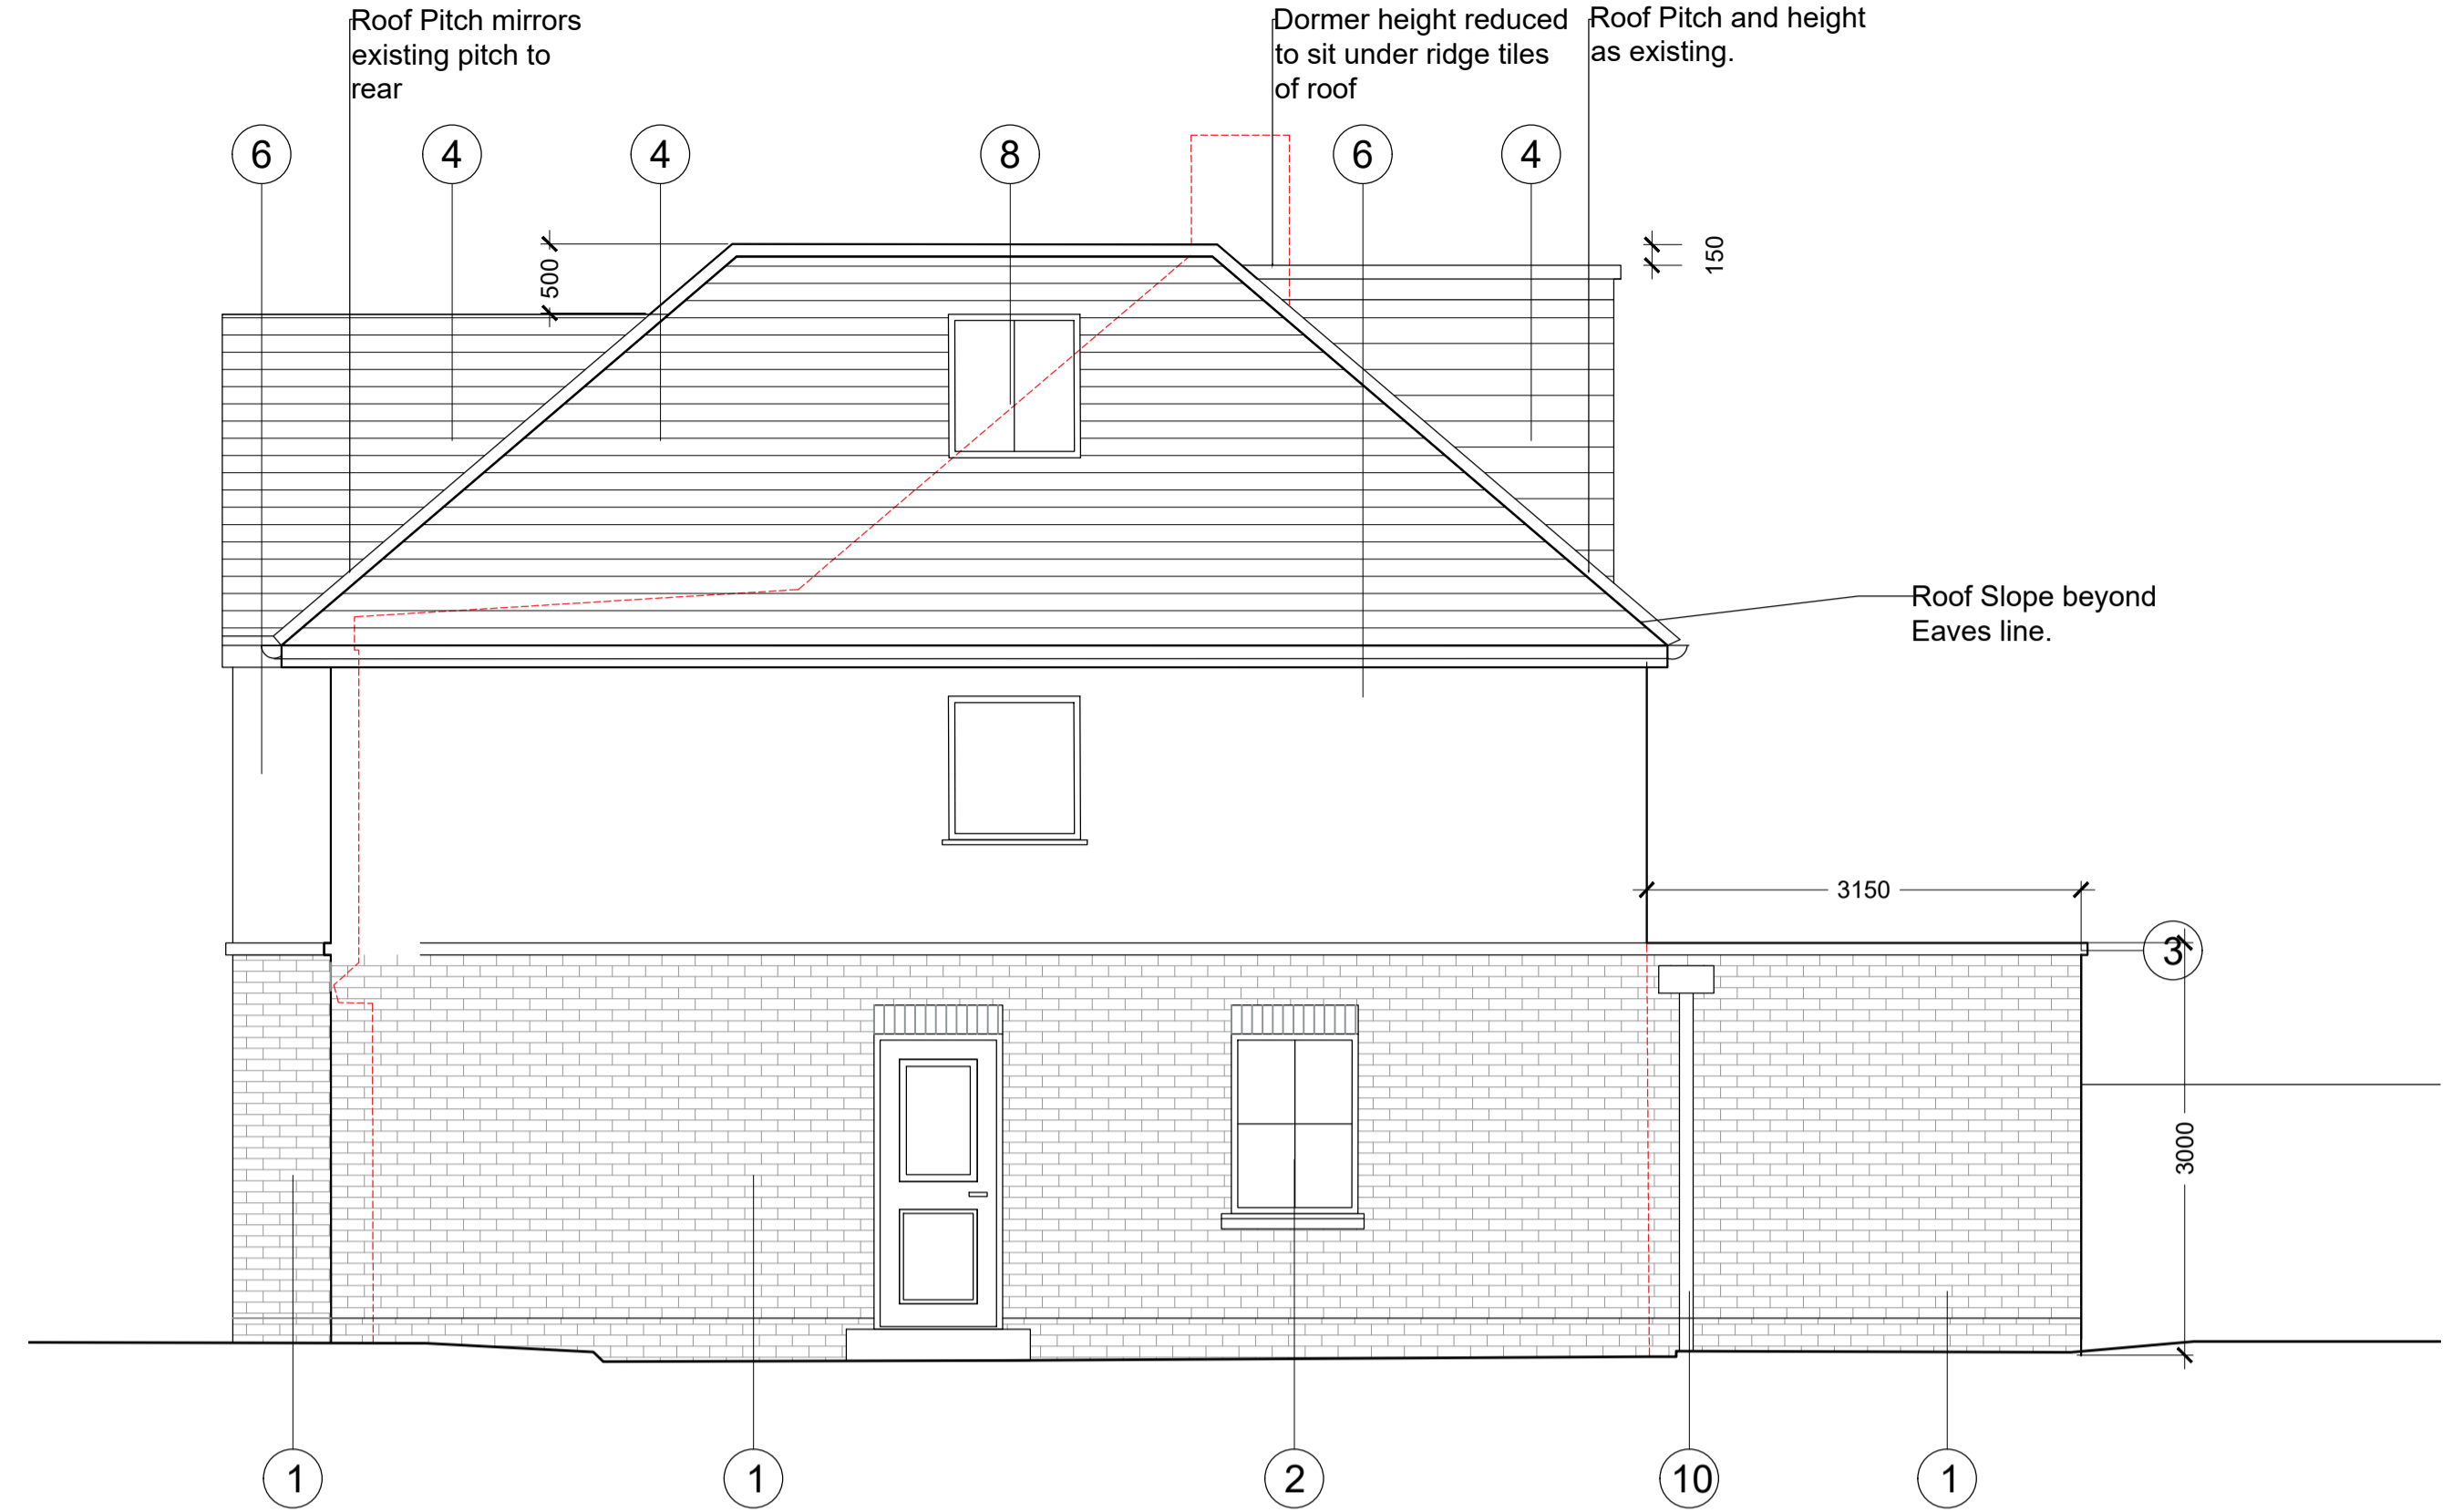 Roof Pitch mirrors
existing pitch to
rear
Dormer height reduced
to sit under ridge tiles
of roof
Roof Pitch and height
as existing.
6
4
4
8
6
4
500
150
Roof Slope beyond
Eaves line.
3150
3
3000
1
1
2
10
1